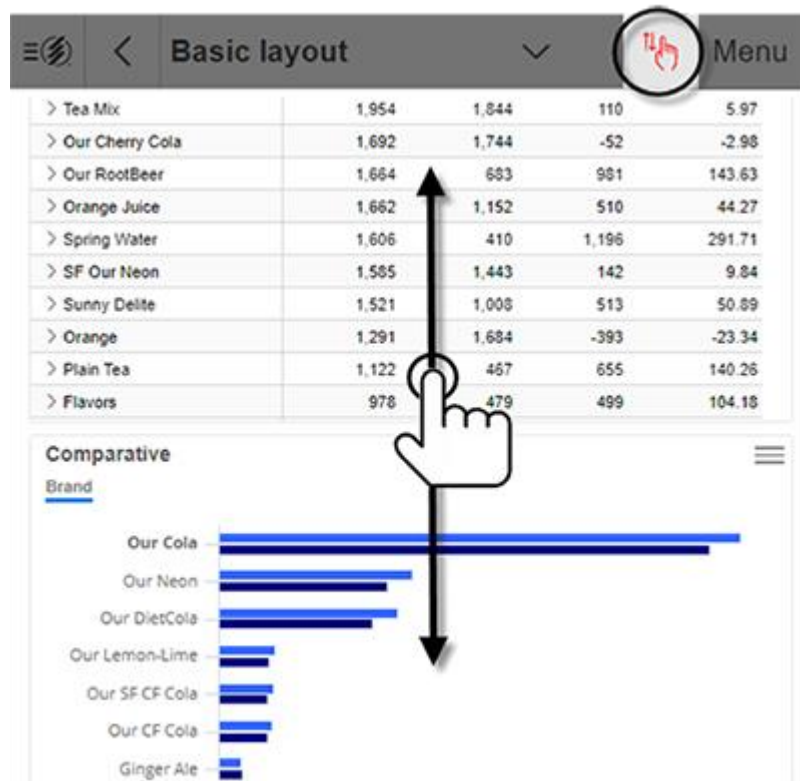 Basic layout Menu
> Tea Mix 1,954 1,844 110 5.97
> Our Cherry Cola 1,692 1,744 -52 -2.98
> Our RootBeer 1,664 683 981 143.63
> Orange Juice 1,662 1,152 510 44.27
> Spring Water 1,606 410 1,196 291.71
> SF Our Neon 1,585 1,443 142 9.84
> Sunny Delite 1,521 1,008 513 50.89
> Orange 1,291 1,684 -393 -23.34
> Plain Tea 1,122 467 655 140.26
> Flavors 978 479 499 104.18
Comparative
Brand
Our Cola
Our Neon
Our DietCola
Our Lemon-Lime
Our SF CF Cola
Our CF Cola
Ginger Ale